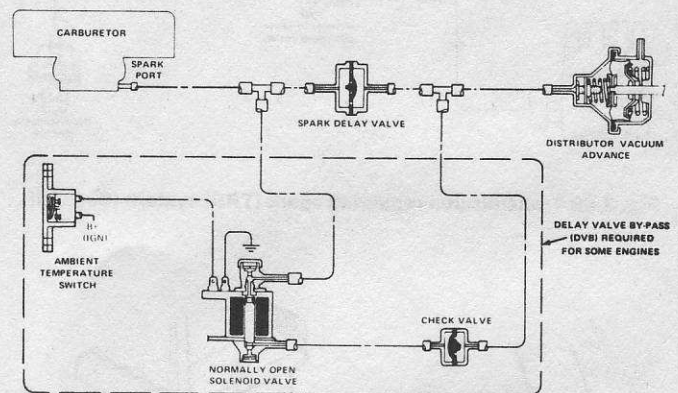 CARBURETOR
SPARK
PORT
SPARK DELAY VALVE
DISTRIBUTOR VACUUM
ADVANCE
B+
(IGN)
AMBIENT
TEMPERATURE
SWITCH
DELAY VALVE BY-PASS
(DVB) REQUIRED
FOR SOME ENGINES
CHECK VALVE
NORMALLY OPEN
SOLENOID VALVE